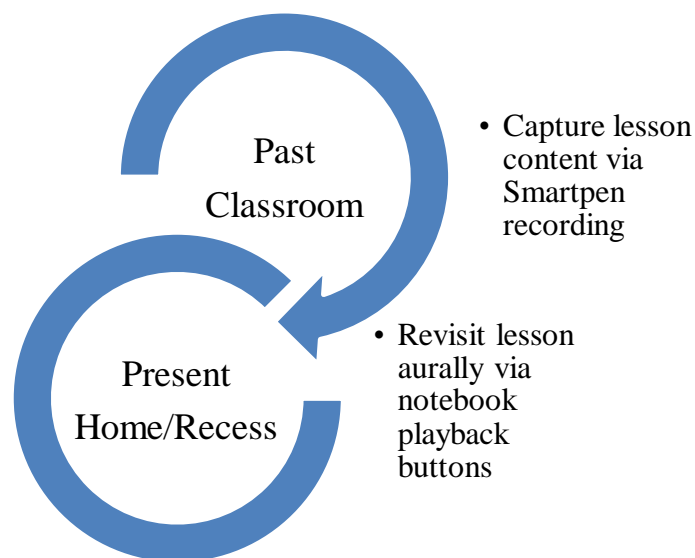 Past
Classroom
• Capture lesson
content via
Smartpen
recording
Present
Home/Recess
• Revisit lesson
aurally via
notebook
playback
buttons